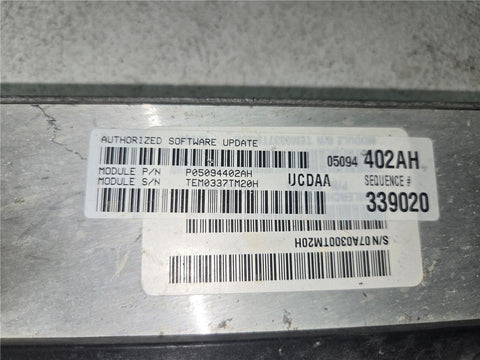 AUTHORIZED SOFTWARE UPDATE
05094 402AH
MODULE P/N P05094402AH
MODULE S/N TEM0337TM20H
UCDAA SEQUENCE #
339020
S/N 07A0300TM20H